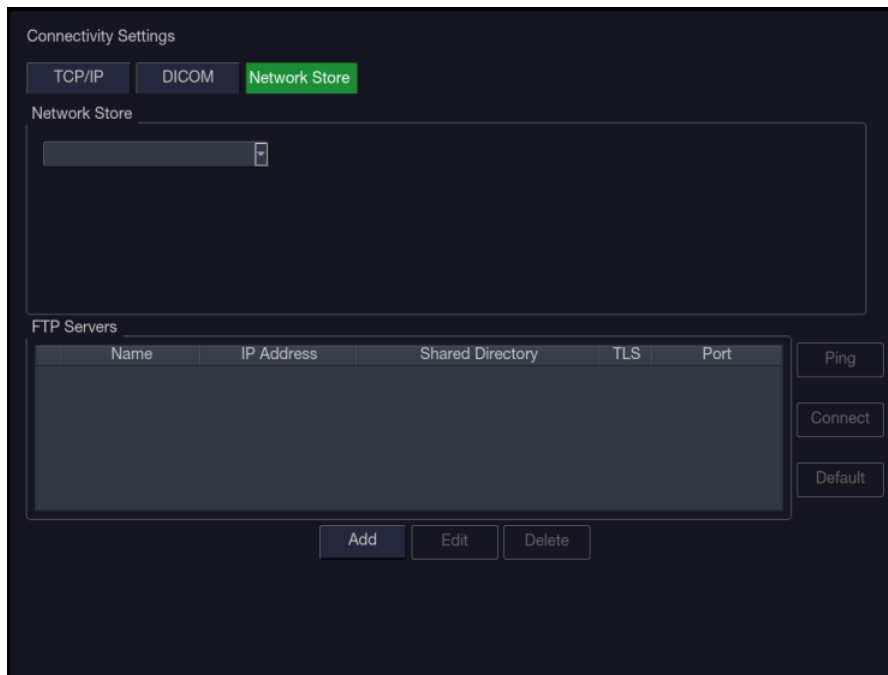 Connectivity Settings
TCP/IP DICOM Network Store
Network Store
FTP Servers
Name IP Address Shared Directory TLS Port
Ping
Connect
Default
Add Edit Delete